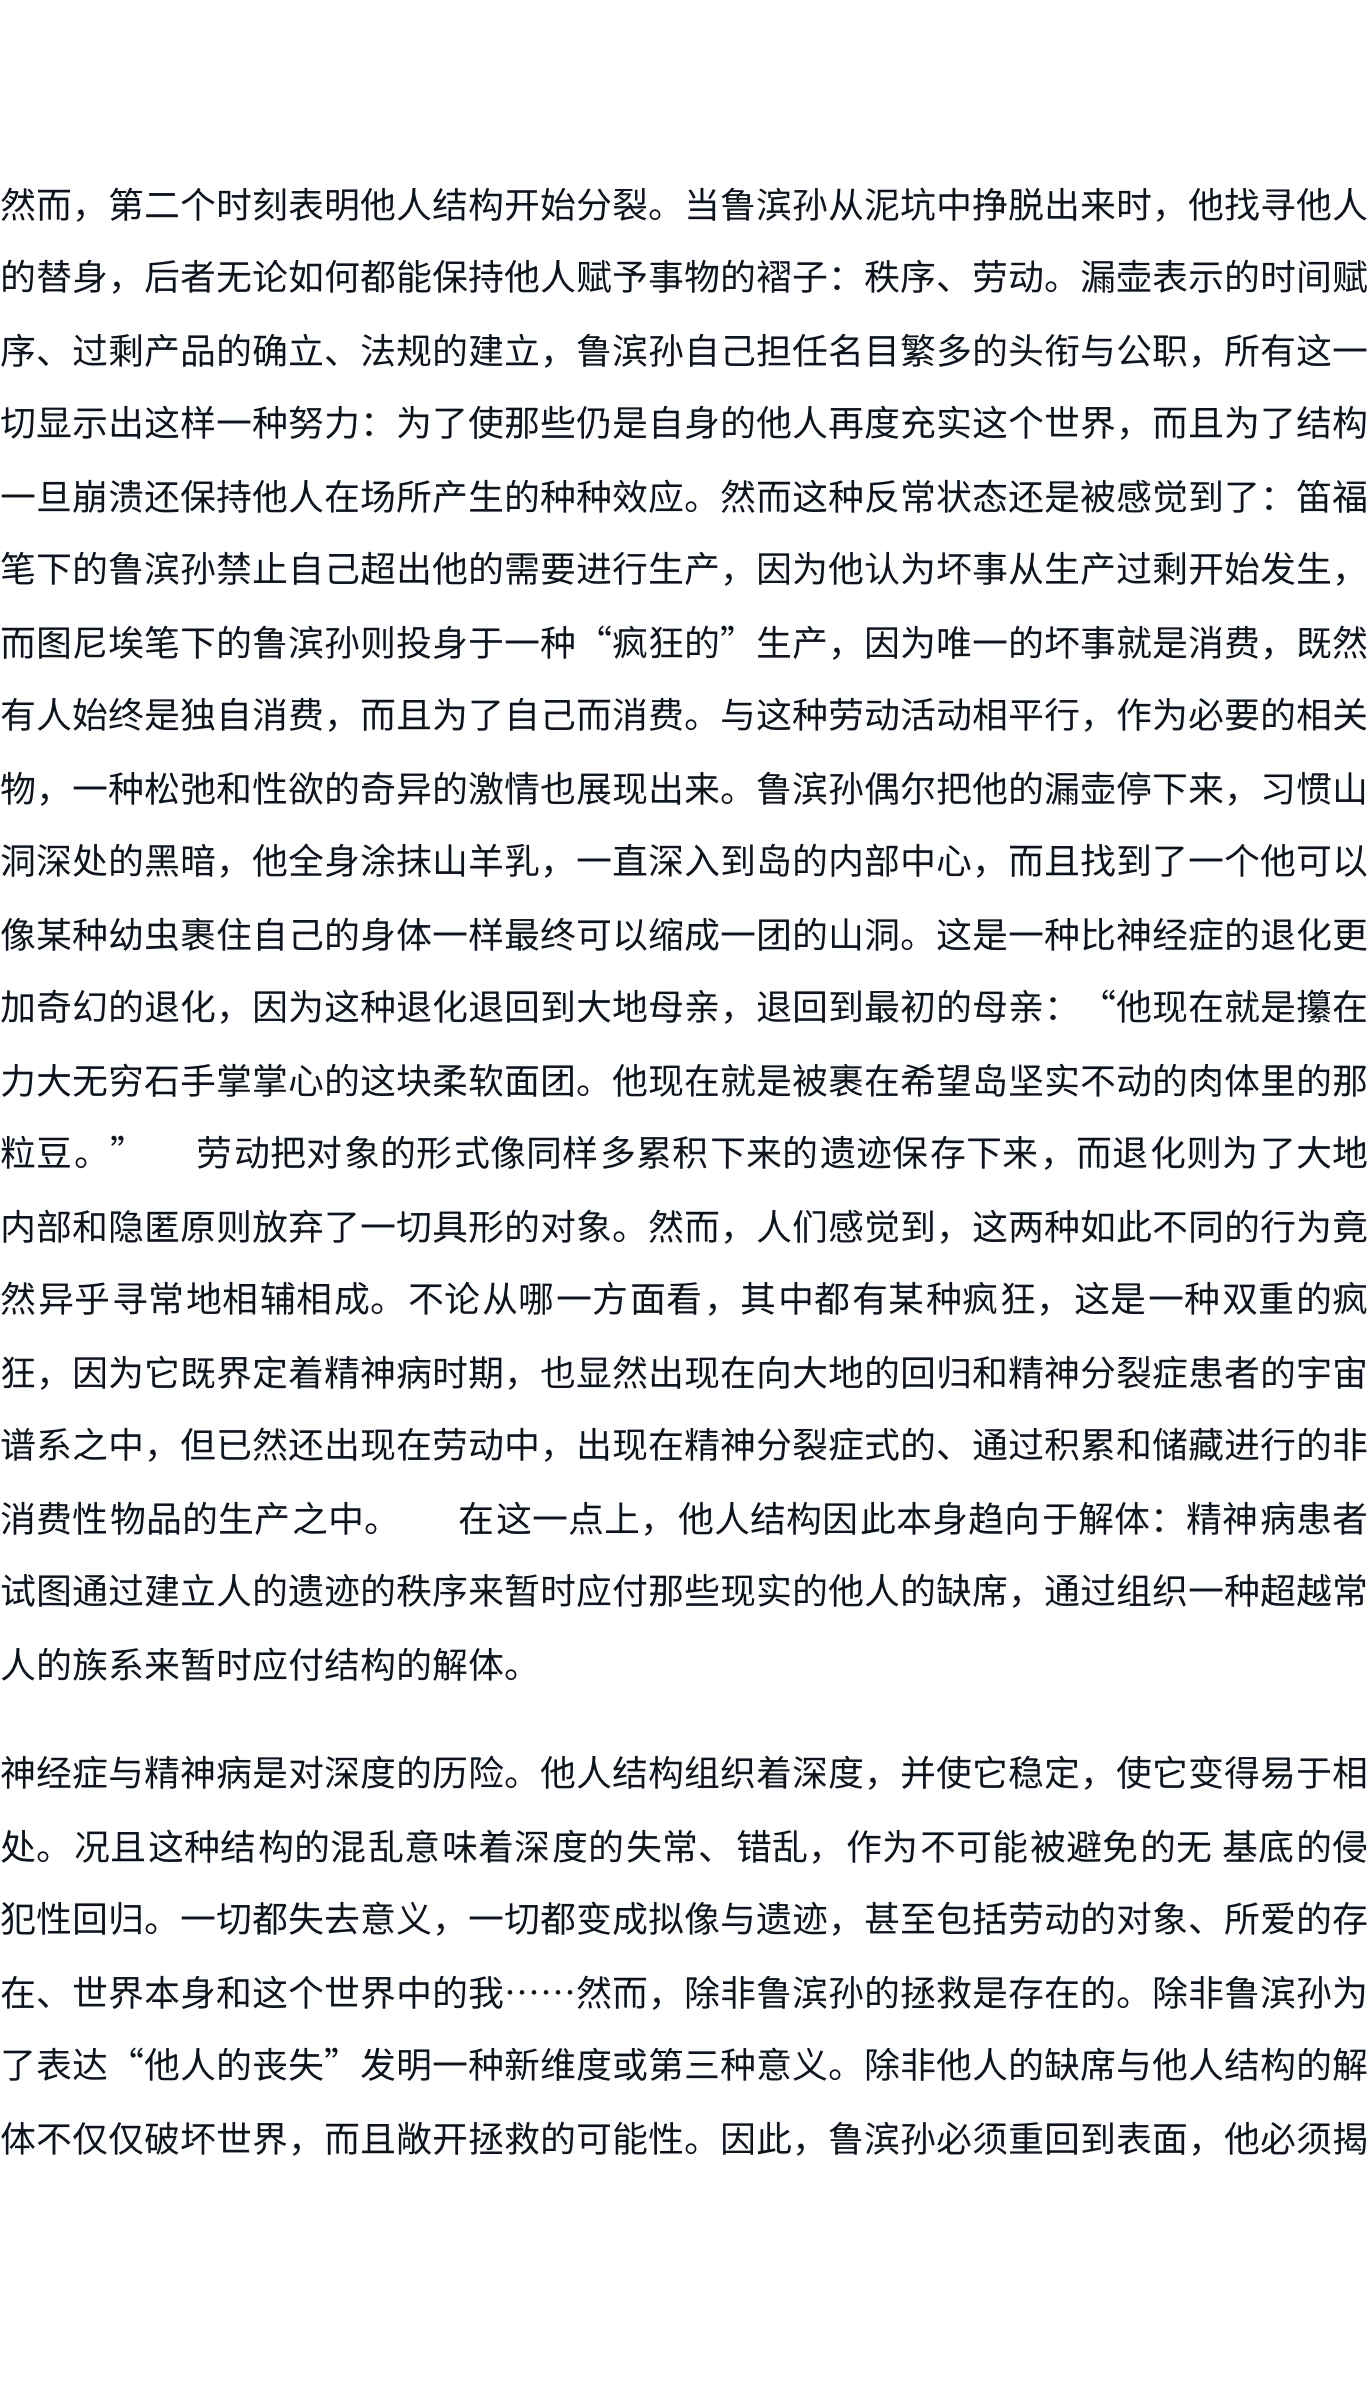 然而，第二个时刻表明他人结构开始分裂。当鲁滨孙从泥坑中挣脱出来时，他找寻他人
的替身，后者无论如何都能保持他人赋予事物的褶子：秩序、劳动。漏壶表示的时间赋
序、过剩产品的确立、法规的建立，鲁滨孙自己担任名目繁多的头衔与公职，所有这一
切显示出这样一种努力：为了使那些仍是自身的他人再度充实这个世界，而且为了结构
一旦崩溃还保持他人在场所产生的种种效应。然而这种反常状态还是被感觉到了：笛福
笔下的鲁滨孙禁止自己超出他的需要进行生产，因为他认为坏事从生产过剩开始发生，
而图尼埃笔下的鲁滨孙则投身于一种“疯狂的”生产，因为唯一的坏事就是消费，既然
有人始终是独自消费，而且为了自己而消费。与这种劳动活动相平行，作为必要的相关
物，一种松弛和性欲的奇异的激情也展现出来。鲁滨孙偶尔把他的漏壶停下来，习惯山
洞深处的黑暗，他全身涂抹山羊乳，一直深入到岛的内部中心，而且找到了一个他可以
像某种幼虫裹住自己的身体一样最终可以缩成一团的山洞。这是一种比神经症的退化更
加奇幻的退化，因为这种退化退回到大地母亲，退回到最初的母亲：“他现在就是攥在
力大无穷石手掌掌心的这块柔软面团。他现在就是被裹在希望岛坚实不动的肉体里的那
粒豆。”　　劳动把对象的形式像同样多累积下来的遗迹保存下来，而退化则为了大地
内部和隐匿原则放弃了一切具形的对象。然而，人们感觉到，这两种如此不同的行为竟
然异乎寻常地相辅相成。不论从哪一方面看，其中都有某种疯狂，这是一种双重的疯
狂，因为它既界定着精神病时期，也显然出现在向大地的回归和精神分裂症患者的宇宙
谱系之中，但已然还出现在劳动中，出现在精神分裂症式的、通过积累和储藏进行的非
消费性物品的生产之中。　　在这一点上，他人结构因此本身趋向于解体：精神病患者
试图通过建立人的遗迹的秩序来暂时应付那些现实的他人的缺席，通过组织一种超越常
人的族系来暂时应付结构的解体。
神经症与精神病是对深度的历险。他人结构组织着深度，并使它稳定，使它变得易于相
处。况且这种结构的混乱意味着深度的失常、错乱，作为不可能被避免的无 基底的侵
犯性回归。一切都失去意义，一切都变成拟像与遗迹，甚至包括劳动的对象、所爱的存
在、世界本身和这个世界中的我……然而，除非鲁滨孙的拯救是存在的。除非鲁滨孙为
了表达“他人的丧失”发明一种新维度或第三种意义。除非他人的缺席与他人结构的解
体不仅仅破坏世界，而且敞开拯救的可能性。因此，鲁滨孙必须重回到表面，他必须揭